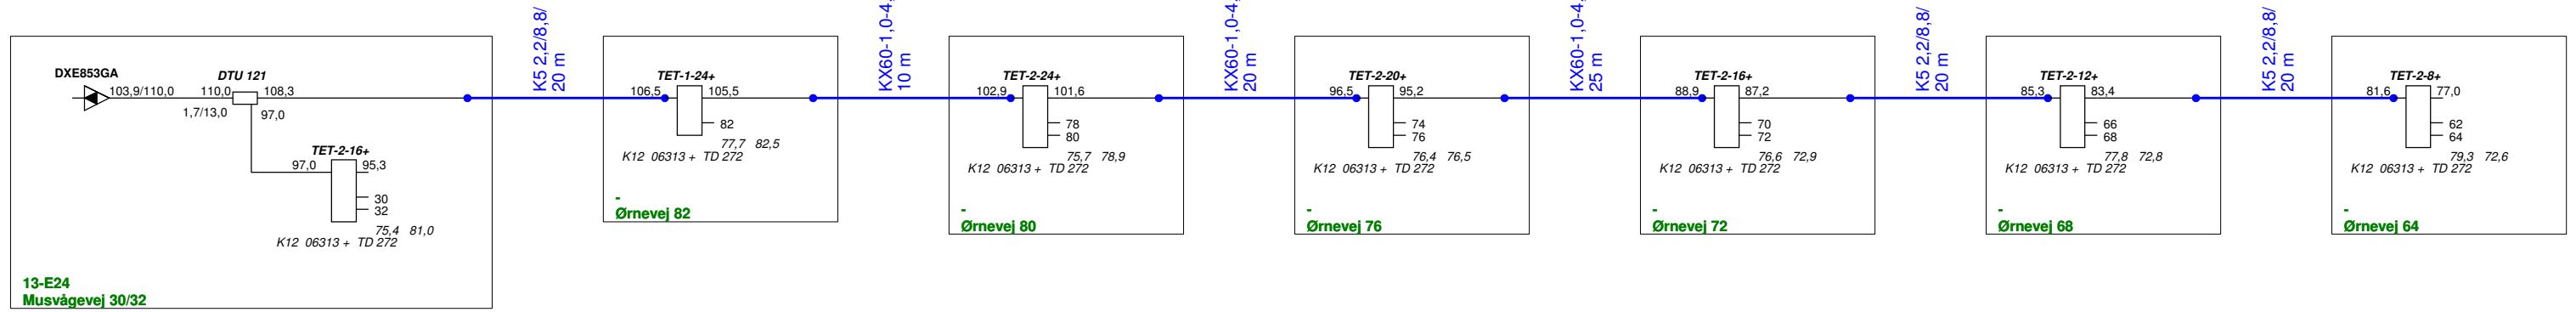 DXE853GA
103,9/110,0
DTU 121
110,0
108,3
1,7/13,0
97,0
TET-2-16+
97,0
95,3
30
32
75,4 81,0
K12 06313 + TD 272
13-E24
Musvågevej 30/32
K5 2,2/8,8/
20 m
TET-1-24+
106,5
105,5
82
77,7 82,5
K12 06313 + TD 272
-
Ørnevej 82
KX60-1,0-4,
10 m
TET-2-24+
102,9
101,6
78
80
75,7 78,9
K12 06313 + TD 272
-
Ørnevej 80
KX60-1,0-4,
20 m
TET-2-20+
96,5
95,2
74
76
76,4 76,5
K12 06313 + TD 272
-
Ørnevej 76
KX60-1,0-4,
25 m
TET-2-16+
88,9
87,2
70
72
76,6 72,9
K12 06313 + TD 272
-
Ørnevej 72
K5 2,2/8,8/
20 m
TET-2-12+
85,3
83,4
66
68
77,8 72,8
K12 06313 + TD 272
-
Ørnevej 68
K5 2,2/8,8/
20 m
TET-2-8+
81,6
77,0
62
64
79,3 72,6
K12 06313 + TD 272
-
Ørnevej 64